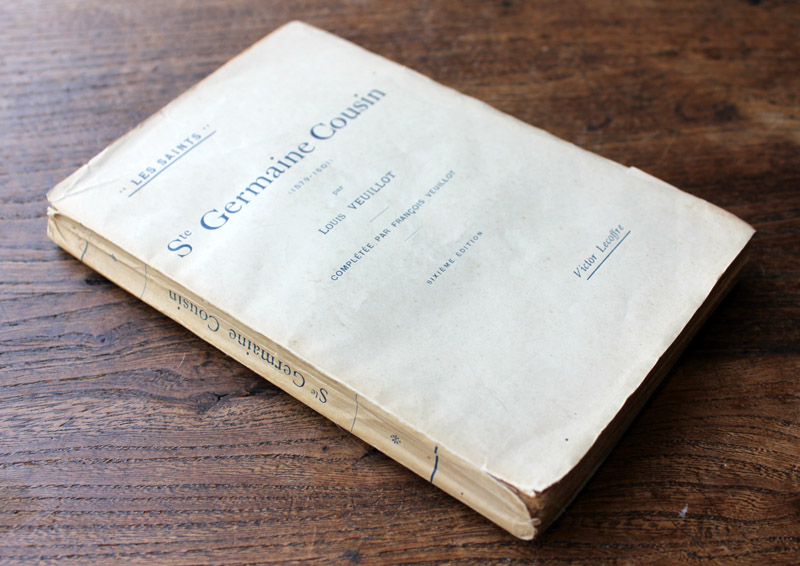 " LES SAINTS "
Ste Germaine Cousin
(1579-1601)
par
LOUIS VEUILLOT
COMPLÉTÉE PAR FRANÇOIS VEUILLOT
SIXIÈME ÉDITION
Victor Lecoffre
Ste Germaine Cousin